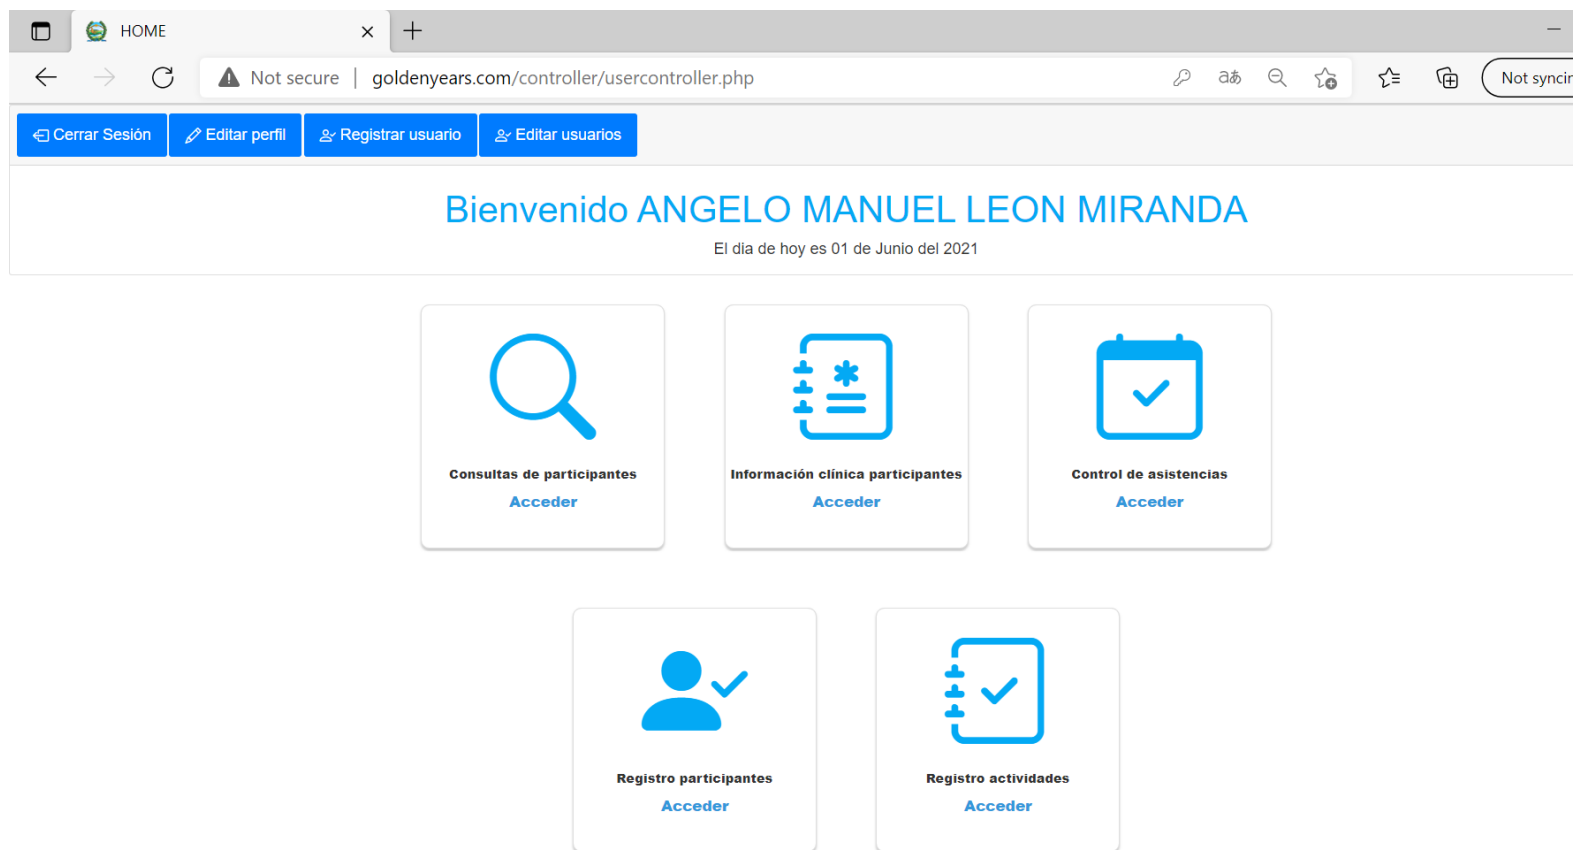 HOME
Not secure | goldenyears.com/controller/usercontroller.php
aあ
Cerrar Sesión Editar perfil Registrar usuario Editar usuarios
Bienvenido ANGELO MANUEL LEON MIRANDA
El dia de hoy es 01 de Junio del 2021
Consultas de participantes
Acceder
Información clínica participantes
Acceder
Control de asistencias
Acceder
Registro participantes
Acceder
Registro actividades
Acceder